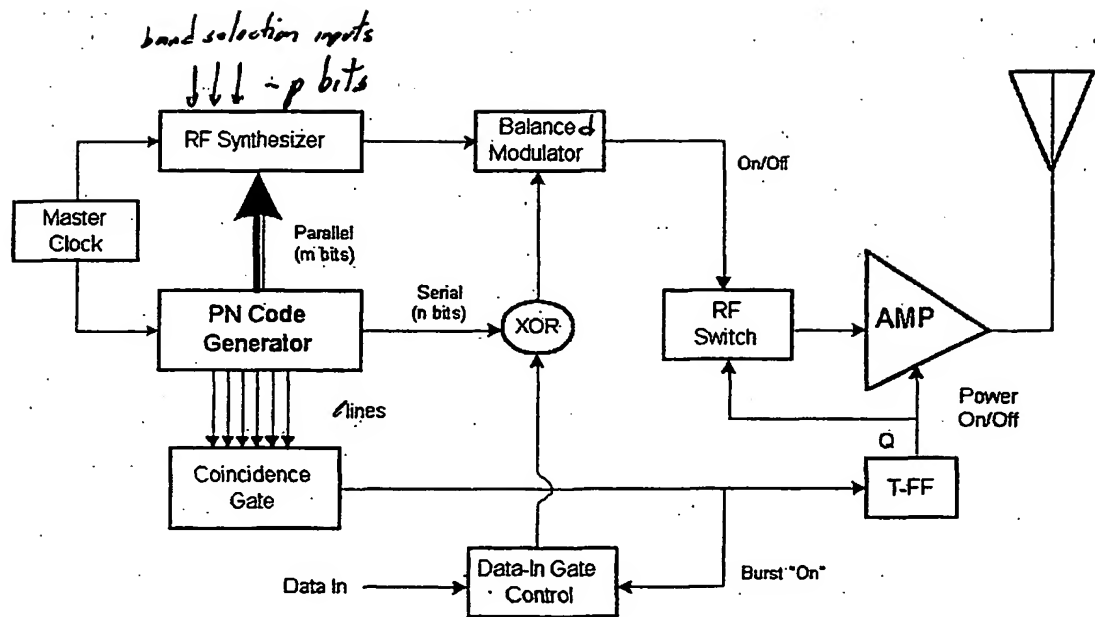 band selection inputs
~p bits
RF Synthesizer
Balanced
Modulator
On/Off
Master
Clock
Parallel
(m bits)
PN Code
Generator
Serial
(n bits)
XOR
RF
Switch
AMP
Power
On/Off
Q
T-FF
l lines
Coincidence
Gate
Data In
Data-In Gate
Control
Burst "On"